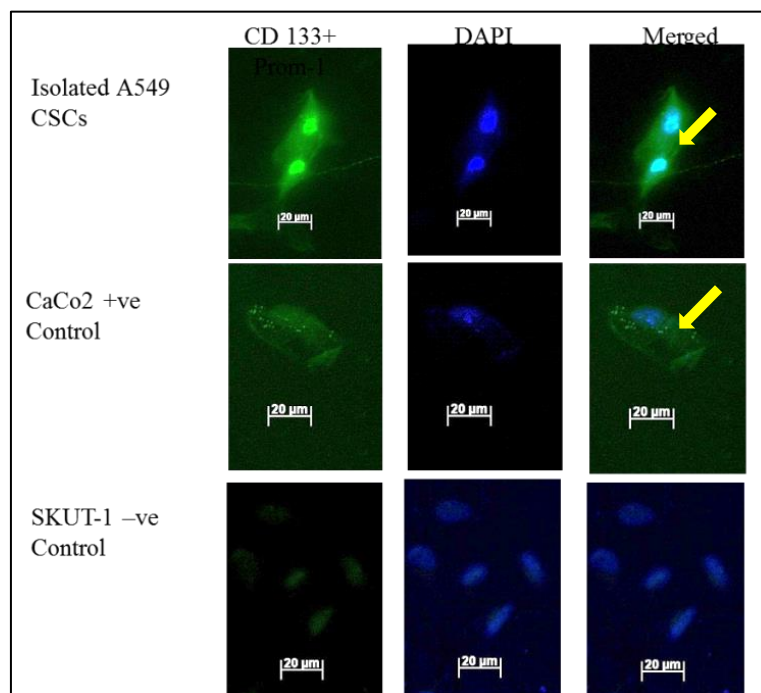 CD 133+ DAPI Merged
Prom-1
Isolated A549
CSCs
20 µm 20 µm 20 µm
CaCo2 +ve
Control
20 µm 20 µm 20 µm
SKUT-1 –ve
Control
20 µm 20 µm 20 µm